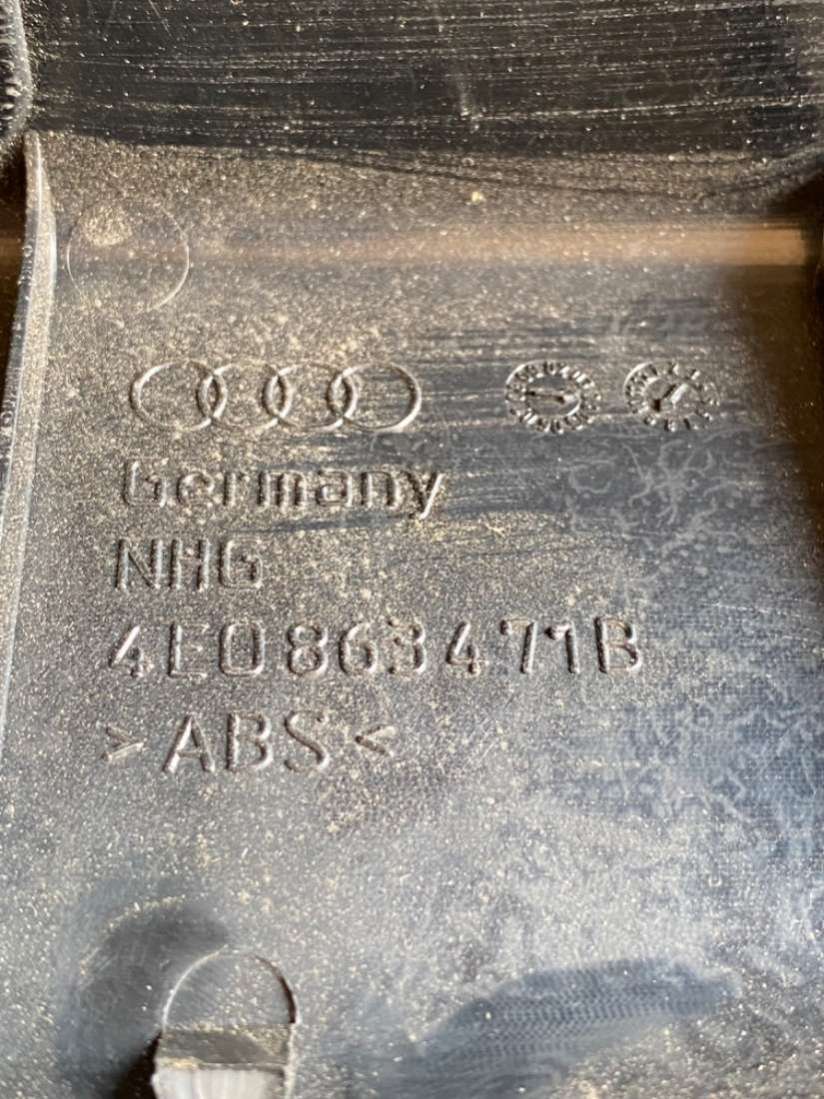 Germany
NHG
4E0863471B
>ABS<